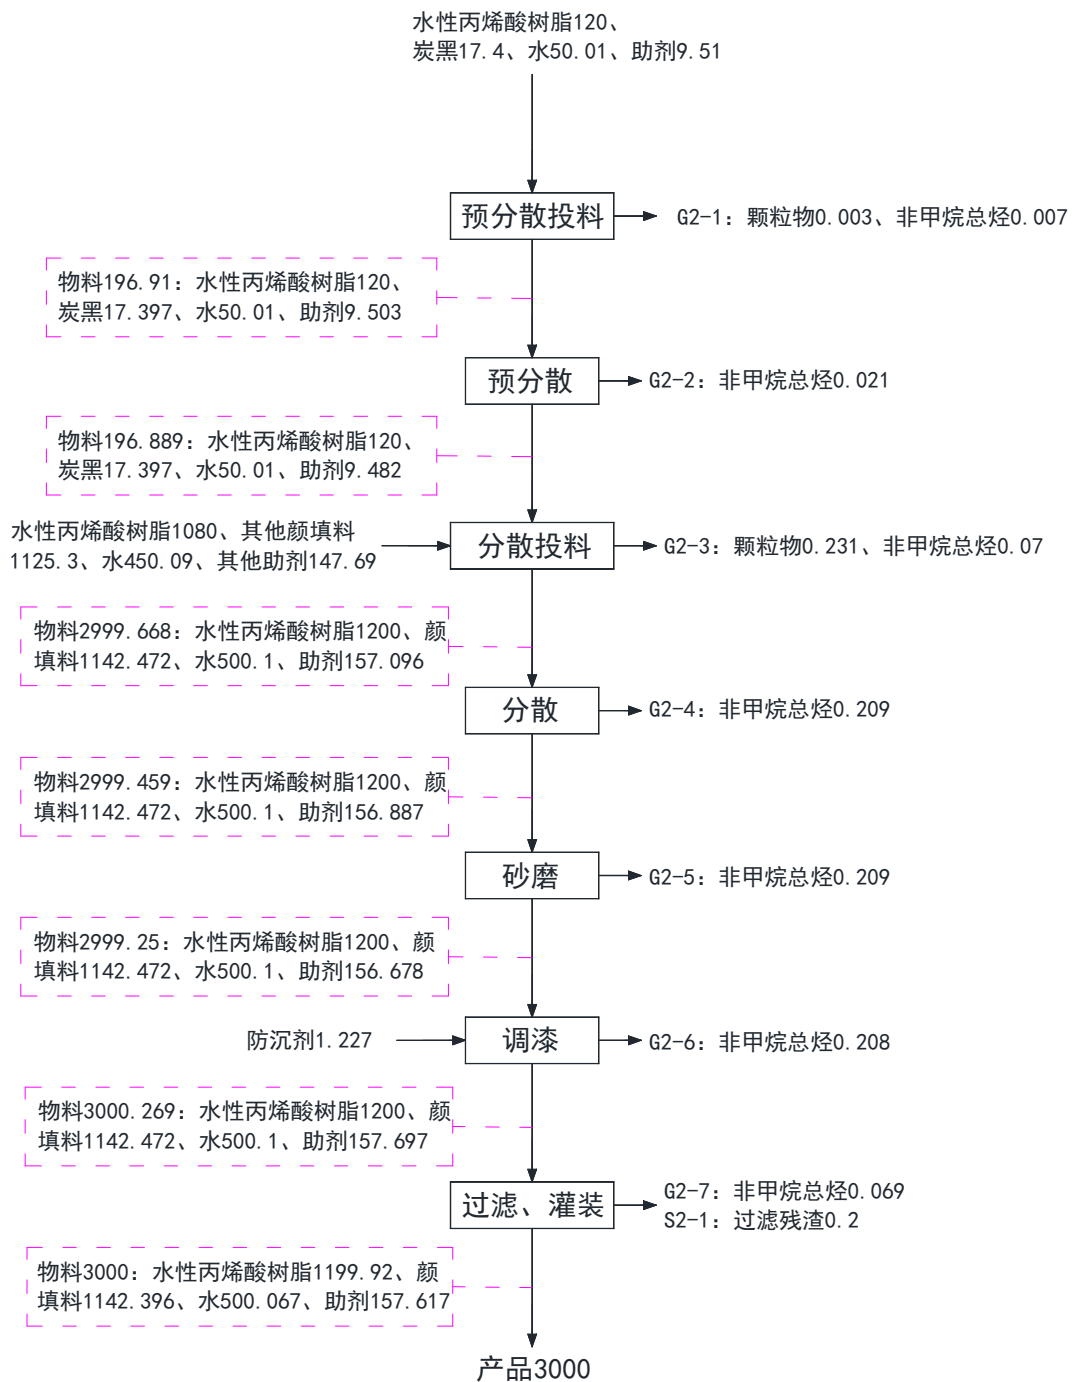 水性丙烯酸树脂120、
炭黑17.4、水50.01、助剂9.51
预分散投料
G2-1：颗粒物0.003、非甲烷总烃0.007
物料196.91：水性丙烯酸树脂120、
炭黑17.397、水50.01、助剂9.503
预分散
G2-2：非甲烷总烃0.021
物料196.889：水性丙烯酸树脂120、
炭黑17.397、水50.01、助剂9.482
水性丙烯酸树脂1080、其他颜填料
1125.3、水450.09、其他助剂147.69
分散投料
G2-3：颗粒物0.231、非甲烷总烃0.07
物料2999.668：水性丙烯酸树脂1200、颜
填料1142.472、水500.1、助剂157.096
分散
G2-4：非甲烷总烃0.209
物料2999.459：水性丙烯酸树脂1200、颜
填料1142.472、水500.1、助剂156.887
砂磨
G2-5：非甲烷总烃0.209
物料2999.25：水性丙烯酸树脂1200、颜
填料1142.472、水500.1、助剂156.678
防沉剂1.227
调漆
G2-6：非甲烷总烃0.208
物料3000.269：水性丙烯酸树脂1200、颜
填料1142.472、水500.1、助剂157.697
过滤、灌装
G2-7：非甲烷总烃0.069
S2-1：过滤残渣0.2
物料3000：水性丙烯酸树脂1199.92、颜
填料1142.396、水500.067、助剂157.617
产品3000